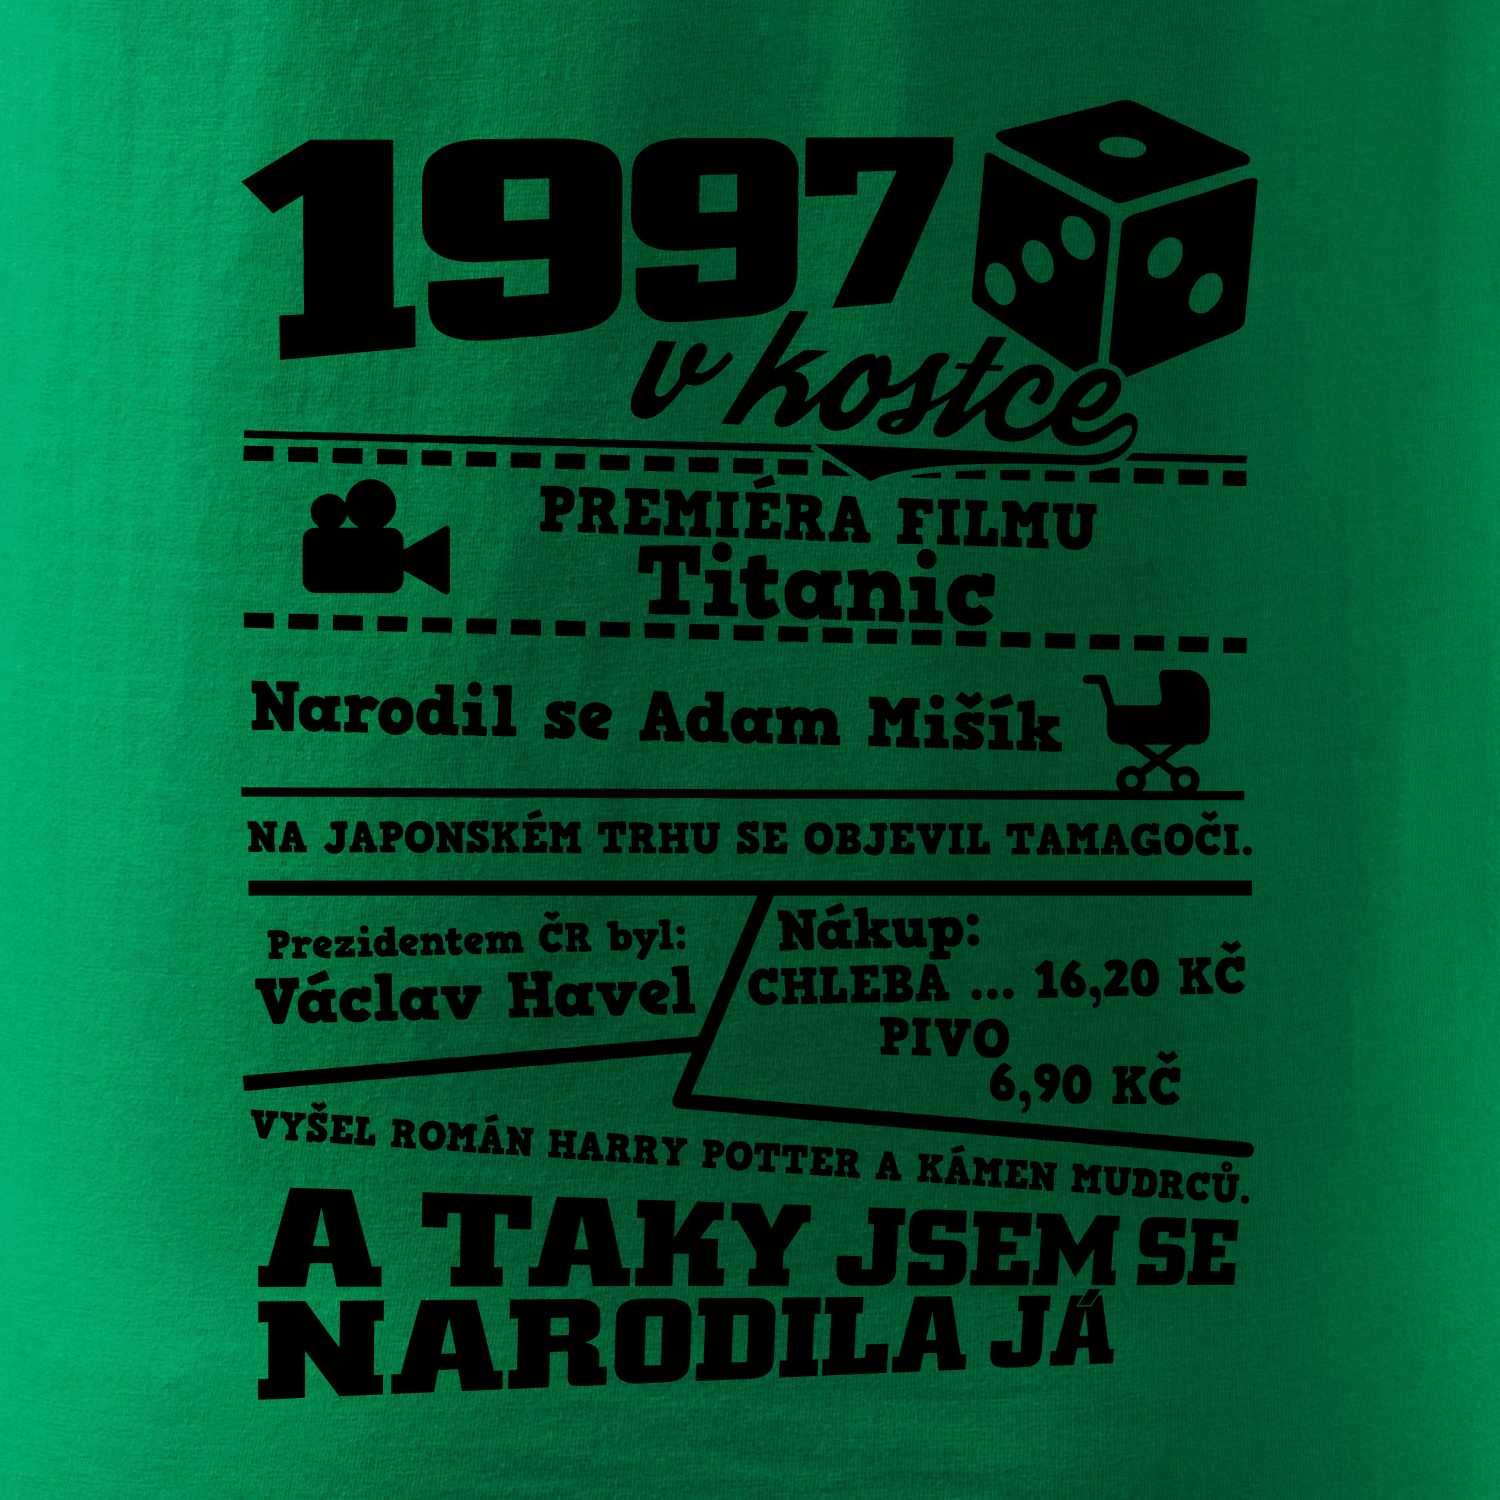 1997
v kostce
PREMIÉRA FILMU
Titanic
Narodil se Adam Mišík
NA JAPONSKÉM TRHU SE OBJEVIL TAMAGOČI.
Prezidentem ČR byl:
Václav Havel
Nákup:
CHLEBA ... 16,20 KČ
PIVO
6,90 KČ
VYŠEL ROMÁN HARRY POTTER A KÁMEN MUDRCŮ.
A TAKY JSEM SE
NARODILA JÁ